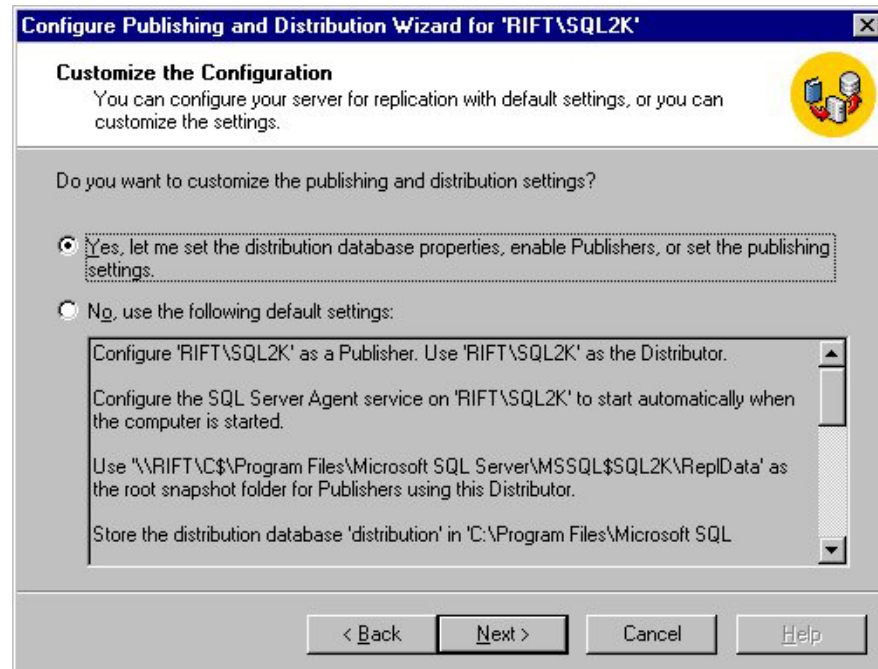 Configure Publishing and Distribution Wizard for 'RIFT\SQL2K'
Customize the Configuration
You can configure your server for replication with default settings, or you can
customize the settings.
Do you want to customize the publishing and distribution settings?
Yes, let me set the distribution database properties, enable Publishers, or set the publishing
settings.
No, use the following default settings:
Configure 'RIFT\SQL2K' as a Publisher. Use 'RIFT\SQL2K' as the Distributor.
Configure the SQL Server Agent service on 'RIFT\SQL2K' to start automatically when
the computer is started.
Use '\\RIFT\C$\Program Files\Microsoft SQL Server\MSSQL$SQL2K\ReplData' as
the root snapshot folder for Publishers using this Distributor.
Store the distribution database 'distribution' in 'C:\Program Files\Microsoft SQL
< Back Next > Cancel Help